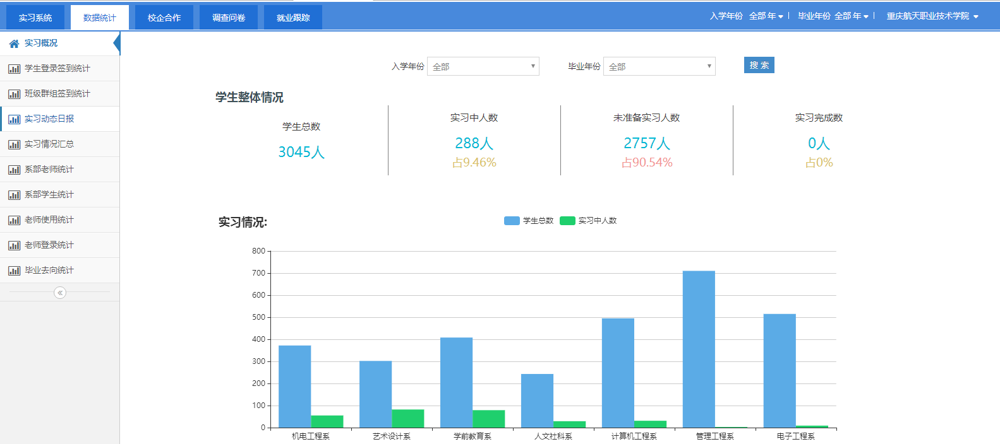 实习系统 数据统计 校企合作 调查问卷 就业跟踪 入学年份 全部 年 毕业年份 全部 年 重庆航天职业技术学院
实习概况
学生登录签到统计
班级群组签到统计
实习动态日报
实习情况汇总
系部老师统计
系部学生统计
老师使用统计
老师登录统计
毕业去向统计
入学年份 全部 毕业年份 全部 搜 索
学生整体情况
学生总数 实习中人数 未准备实习人数 实习完成数
3045人 288人 2757人 0人
占9.46% 占90.54% 占0%
实习情况: 学生总数 实习中人数
800
700
600
500
400
300
200
100
0
机电工程系 艺术设计系 学前教育系 人文社科系 计算机工程系 管理工程系 电子工程系